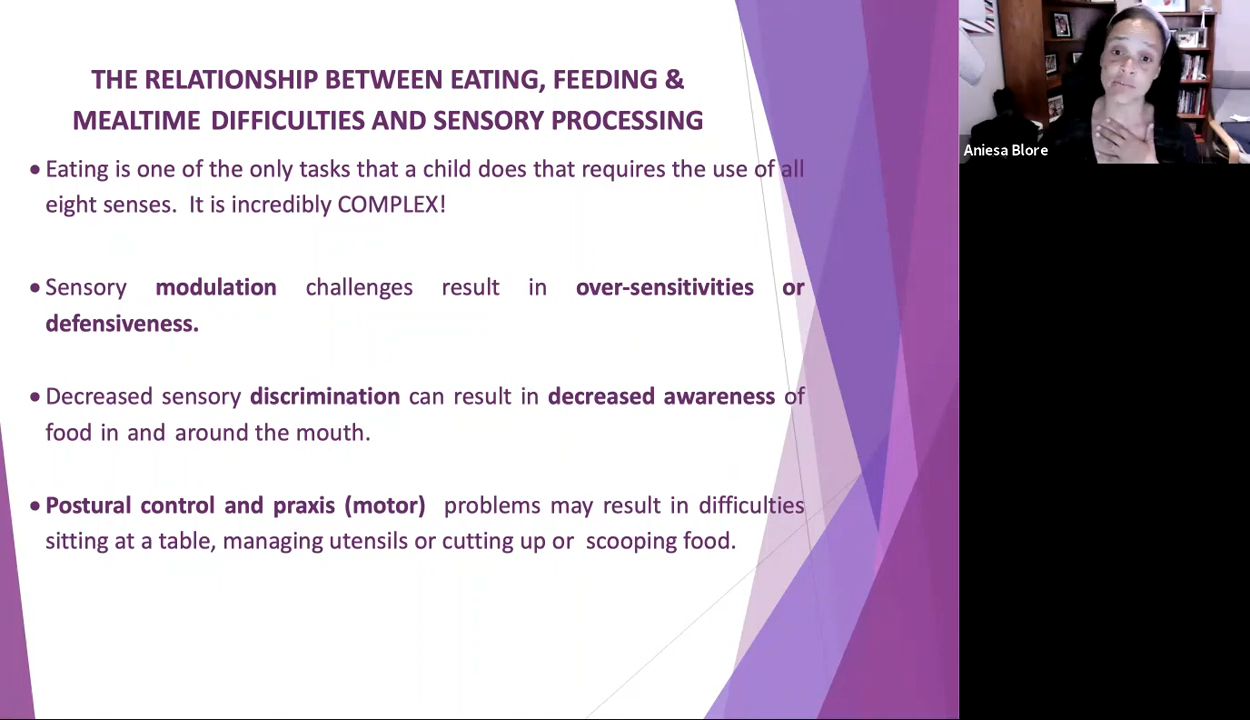 THE RELATIONSHIP BETWEEN EATING, FEEDING &
MEALTIME DIFFICULTIES AND SENSORY PROCESSING
• Eating is one of the only tasks that a child does that requires the use of all
eight senses. It is incredibly COMPLEX!
• Sensory modulation challenges result in over-sensitivities or
defensiveness.
• Decreased sensory discrimination can result in decreased awareness of
food in and around the mouth.
• Postural control and praxis (motor) problems may result in difficulties
sitting at a table, managing utensils or cutting up or scooping food.
Aniesa Blore